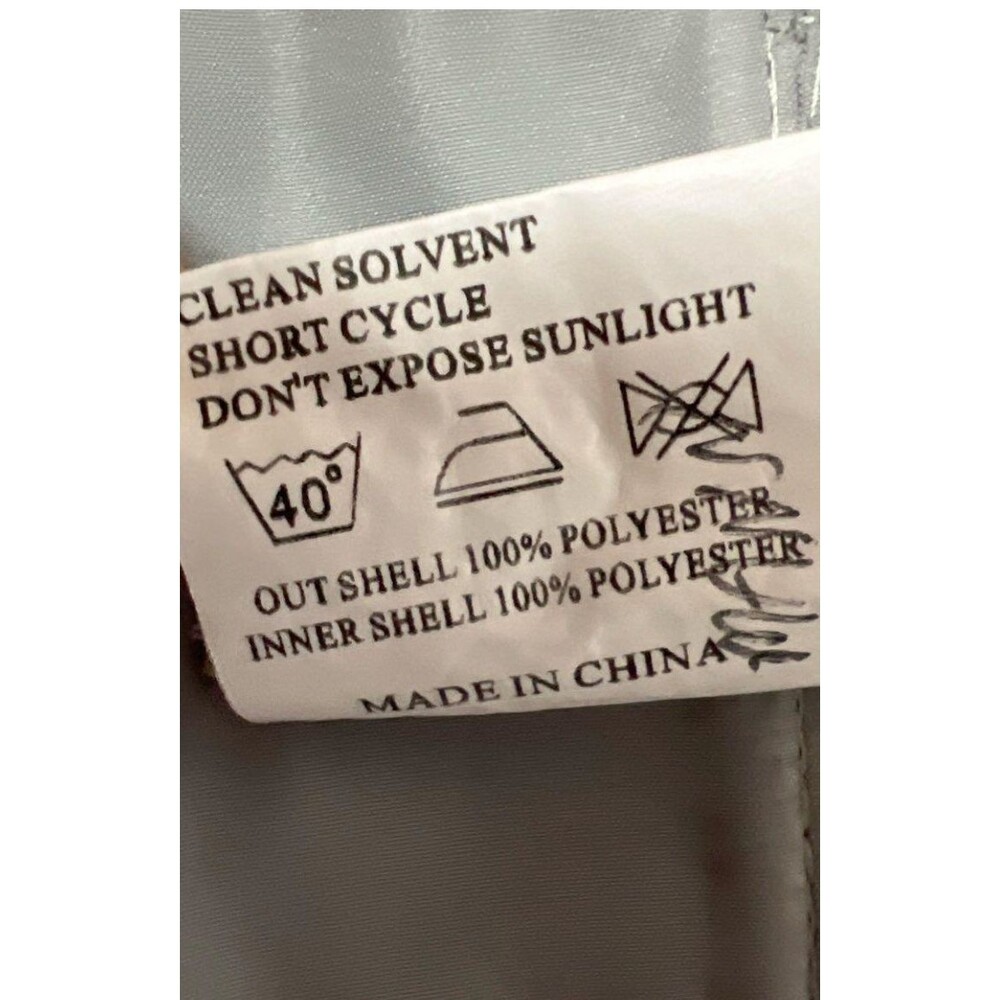 CLEAN SOLVENT
SHORT CYCLE
DON'T EXPOSE SUNLIGHT
40°
OUT SHELL 100% POLYESTER
INNER SHELL 100% POLYESTER
MADE IN CHINA